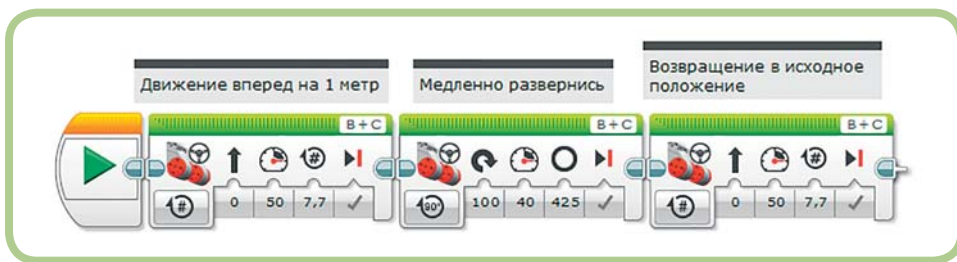 Движение вперед на 1 метр
Медленно развернись
Возвращение в исходное
положение
B+C
B+C
B+C
# 
0 50 7,7
#
90°
100 40 425
#
0 50 7,7
#